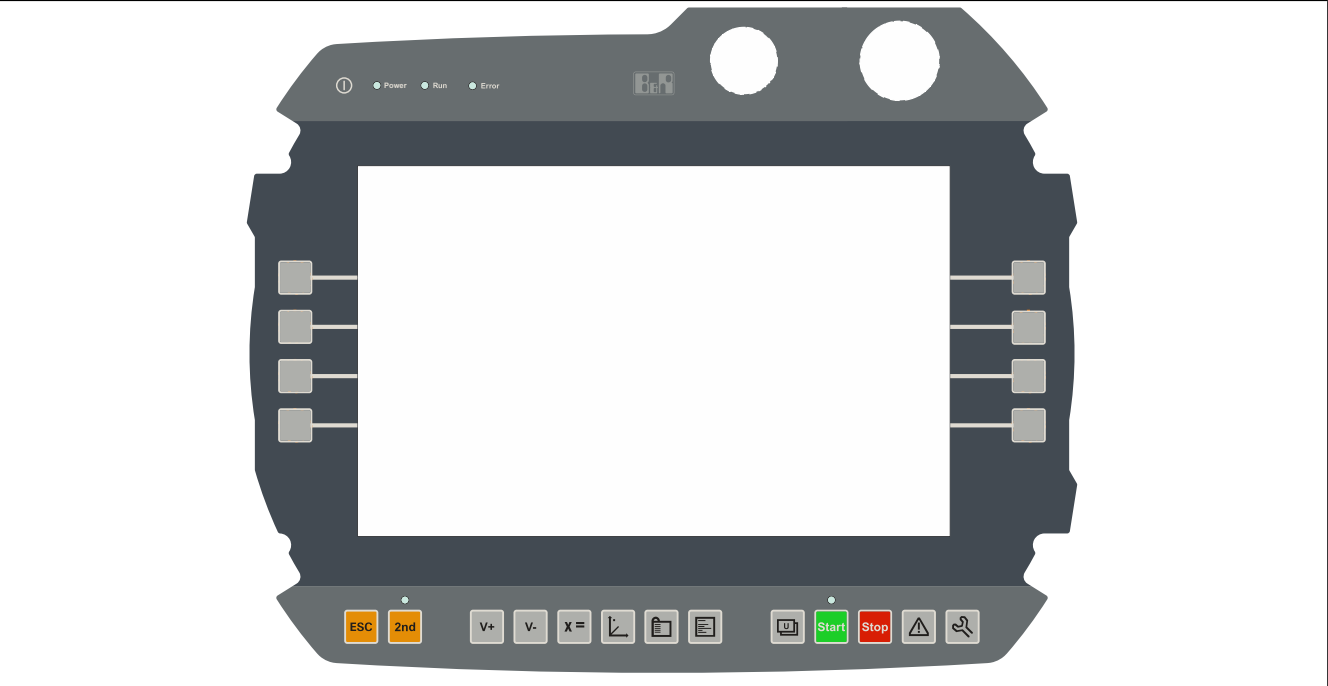 Power Run Error
B&R
ESC 2nd V+ V- X = U Start Stop